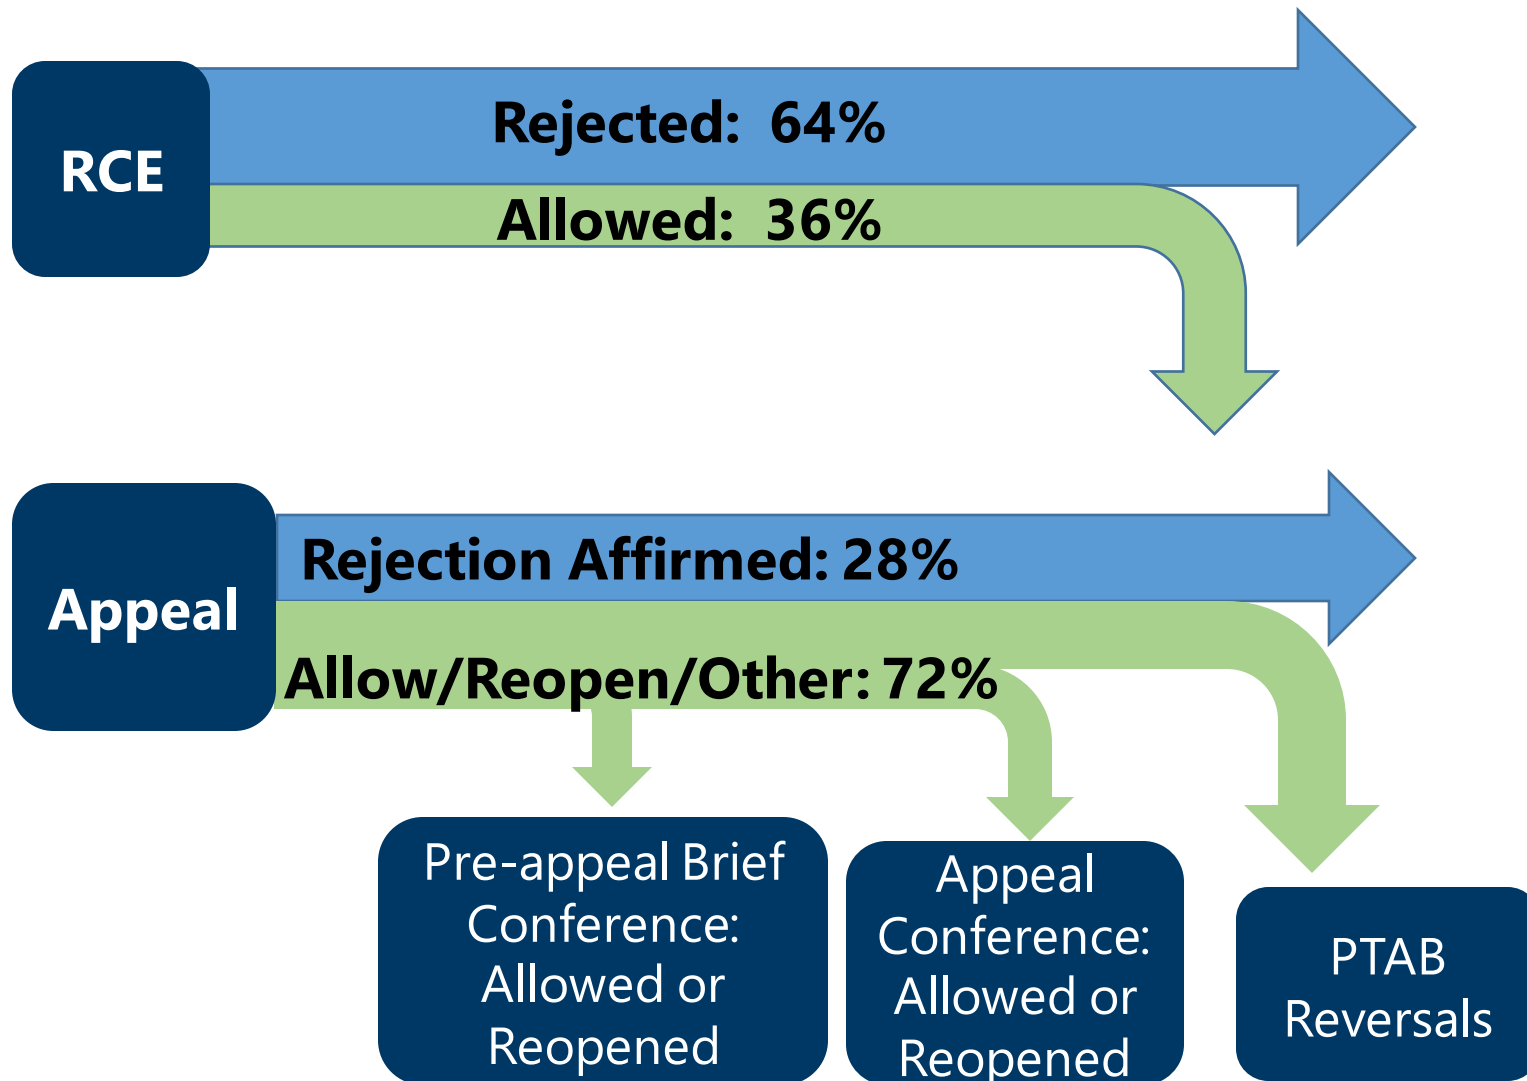 RCE
Rejected: 64%
Allowed: 36%
Appeal
Rejection Affirmed: 28%
Allow/Reopen/Other: 72%
Pre-appeal Brief
Conference:
Allowed or
Reopened
Appeal
Conference:
Allowed or
Reopened
PTAB
Reversals